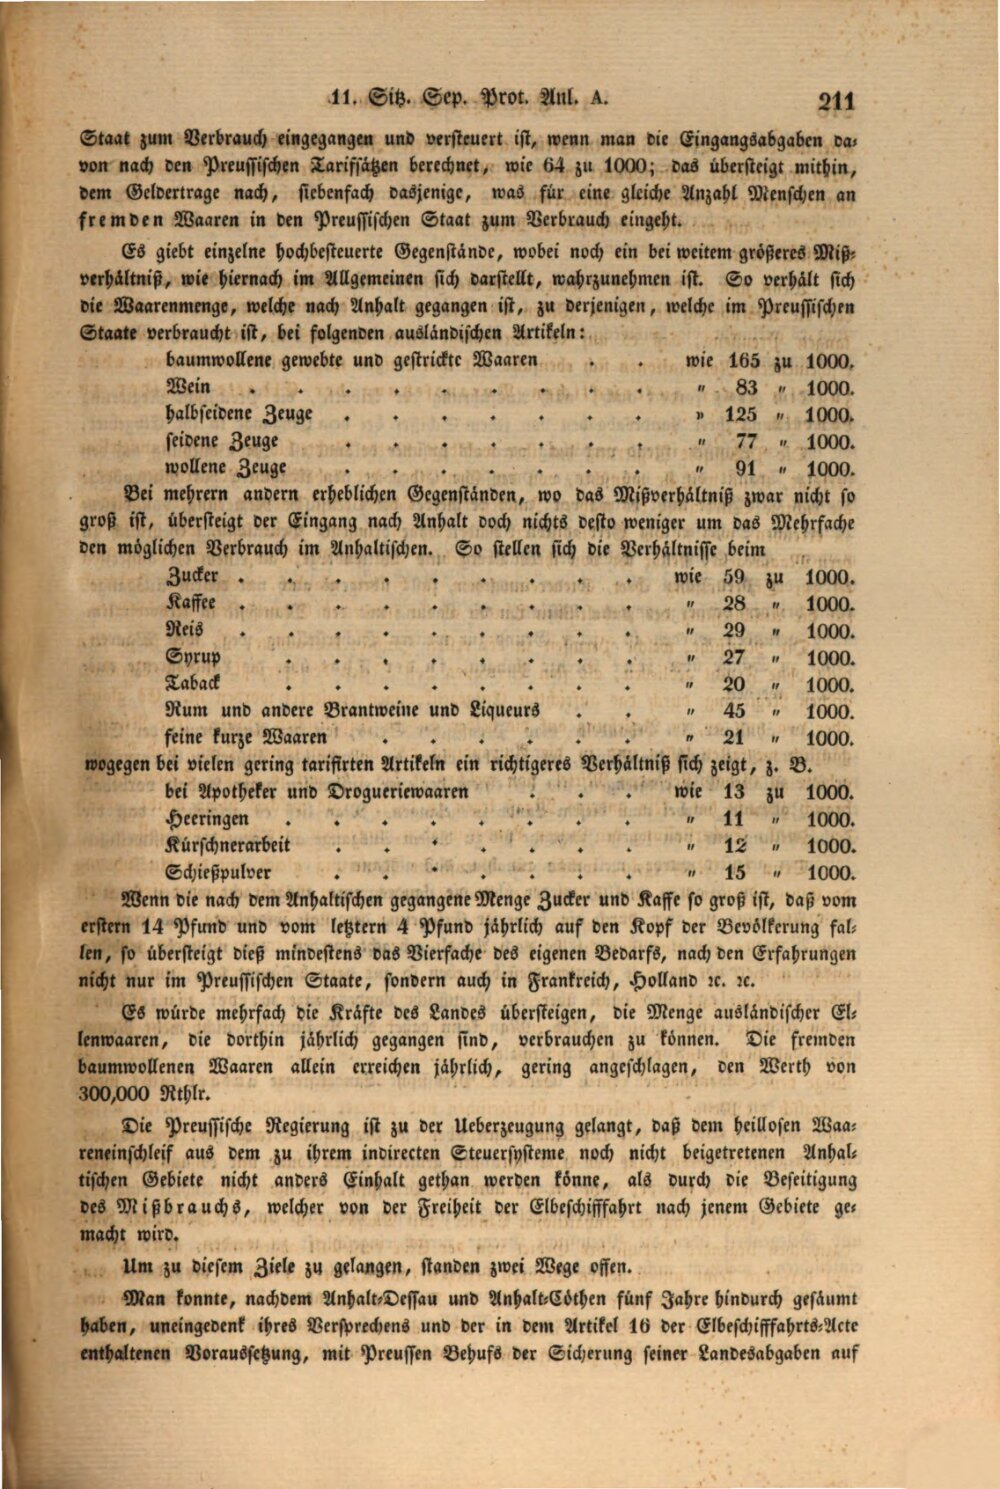 11. Sitz. Sep. Prot. Anl. A. 211
Staat zum Verbrauch eingegangen und versteuert ist, wenn man die Eingangsabgaben da-
von nach den Preussischen Tarifsätzen berechnet, wie 64 zu 1000; das übersteigt mithin,
dem Geldertrage nach, siebenfach dasjenige, was für eine gleiche Anzahl Menschen an
fremden Waaren in den Preussischen Staat zum Verbrauch eingeht.
Es giebt einzelne hochbesteuerte Gegenstände, wobei noch ein bei weitem größeres Miß-
verhältniß, wie hiernach im Allgemeinen sich darstellt, wahrzunehmen ist. So verhält sich
die Waarenmenge, welche nach Anhalt gegangen ist, zu derjenigen, welche im Preussischen
Staate verbraucht ist, bei folgenden ausländischen Artikeln:
baumwollene gewebte und gestrickte Waaren . . wie 165 zu 1000.
Wein . . . . . . . . . " 83 " 1000.
halbseidene Zeuge . . . . . . . " 125 " 1000.
seidene Zeuge . . . . . . . " 77 " 1000.
wollene Zeuge . . . . . . . " 91 " 1000.
Bei mehrern andern erheblichen Gegenständen, wo das Mißverhältniß zwar nicht so
groß ist, übersteigt der Eingang nach Anhalt doch nichts desto weniger um das Mehrfache
den möglichen Verbrauch im Anhaltischen. So stellen sich die Verhältnisse beim
Zucker . . . . . . . . . wie 59 zu 1000.
Kaffee . . . . . . . . . " 28 " 1000.
Reis . . . . . . . . . " 29 " 1000.
Syrup . . . . . . . . " 27 " 1000.
Taback . . . . . . . . " 20 " 1000.
Rum und andere Brantweine und Liqueurs . . " 45 " 1000.
feine kurze Waaren . . . . . . " 21 " 1000.
wogegen bei vielen gering tarifirten Artikeln ein richtigeres Verhältniß sich zeigt, z. B.
bei Apotheker und Drogueriewaaren . . . wie 13 zu 1000.
Heeringen . . . . . . . . " 11 " 1000.
Kürschnerarbeit . . . . . . . " 12 " 1000.
Schießpulver . . . . . . . " 15 " 1000.
Wenn die nach dem Anhaltischen gegangene Menge Zucker und Kaffe so groß ist, daß vom
erstern 14 Pfund und vom letztern 4 Pfund jährlich auf den Kopf der Bevölkerung fal-
len, so übersteigt dieß mindestens das Vierfache des eigenen Bedarfs, nach den Erfahrungen
nicht nur im Preussischen Staate, sondern auch in Frankreich, Holland ꝛc. ꝛc.
Es würde mehrfach die Kräfte des Landes übersteigen, die Menge ausländischer El-
lenwaaren, die dorthin jährlich gegangen sind, verbrauchen zu können. Die fremden
baumwollenen Waaren allein erreichen jährlich, gering angeschlagen, den Werth von
300,000 Rthlr.
Die Preussische Regierung ist zu der Ueberzeugung gelangt, daß dem heillosen Waa-
reneinschleif aus dem zu ihrem indirecten Steuersysteme noch nicht beigetretenen Anhal-
tischen Gebiete nicht anders Einhalt gethan werden könne, als durch die Beseitigung
des Mißbrauchs, welcher von der Freiheit der Elbeschifffahrt nach jenem Gebiete ge-
macht wird.
Um zu diesem Ziele zu gelangen, standen zwei Wege offen.
Man konnte, nachdem Anhalt-Dessau und Anhalt-Cöthen fünf Jahre hindurch gesäumt
haben, uneingedenk ihres Versprechens und der in dem Artikel 16 der Elbeschifffahrts-Acte
enthaltenen Voraussetzung, mit Preussen Behufs der Sicherung seiner Landesabgaben auf